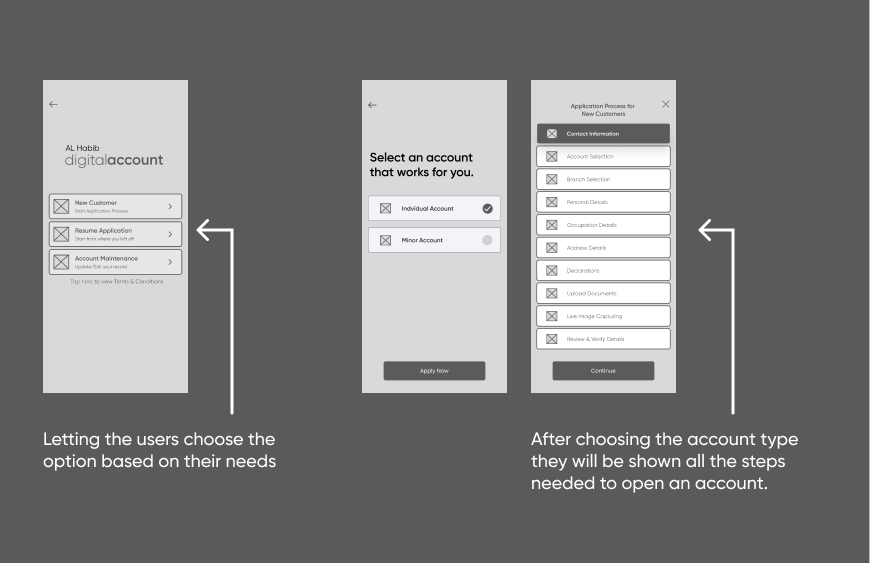 AL Habib
digitalaccount
New Customer
Start Application Process
Resume Application
Start from where you left off
Account Maintenance
Update/Edit your record
Tap here to view Terms & Conditions
Letting the users choose the
option based on their needs
Select an account
that works for you.
Indvidual Account
Minor Account
Apply Now
Application Process for
New Customers
Contact Information
Account Selection
Branch Selection
Personal Details
Occupation Details
Address Details
Declarations
Upload Documents
Live Image Capturing
Review & Verify Details
Continue
After choosing the account type
they will be shown all the steps
needed to open an account.